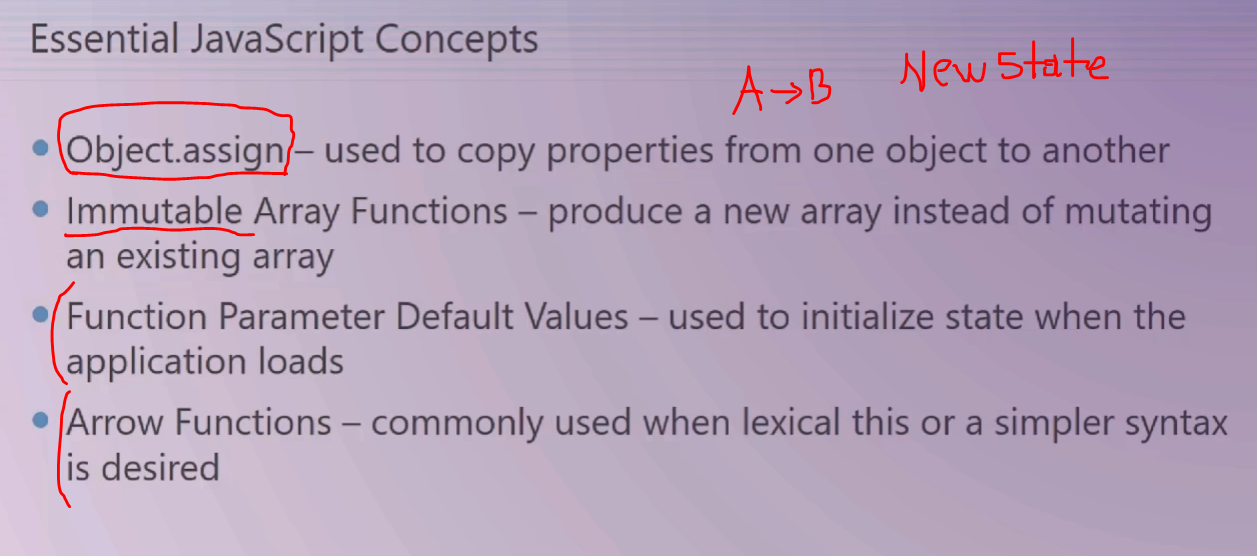 Essential JavaScript Concepts
A→B New State
• Object.assign – used to copy properties from one object to another
• Immutable Array Functions – produce a new array instead of mutating
an existing array
• Function Parameter Default Values – used to initialize state when the
application loads
• Arrow Functions – commonly used when lexical this or a simpler syntax
is desired